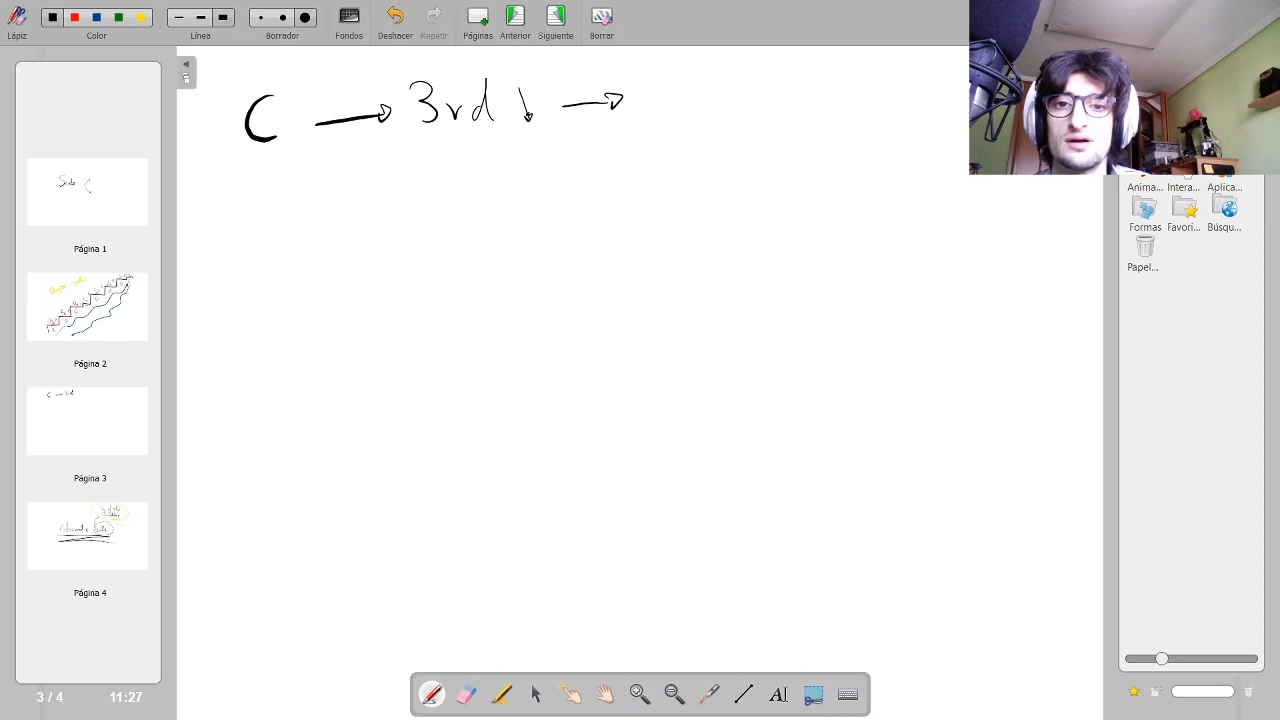 Lápiz Color Línea Borrador Fondos Deshacer Repetir Páginas Anterior Siguiente Borrar
C → 3rd ↓ →
Anima... Intera... Aplica...
Formas Favori... Búsqu...
Papel...
Página 1
Página 2
C → 3rd
Página 3
Página 4
3 / 4 11:27